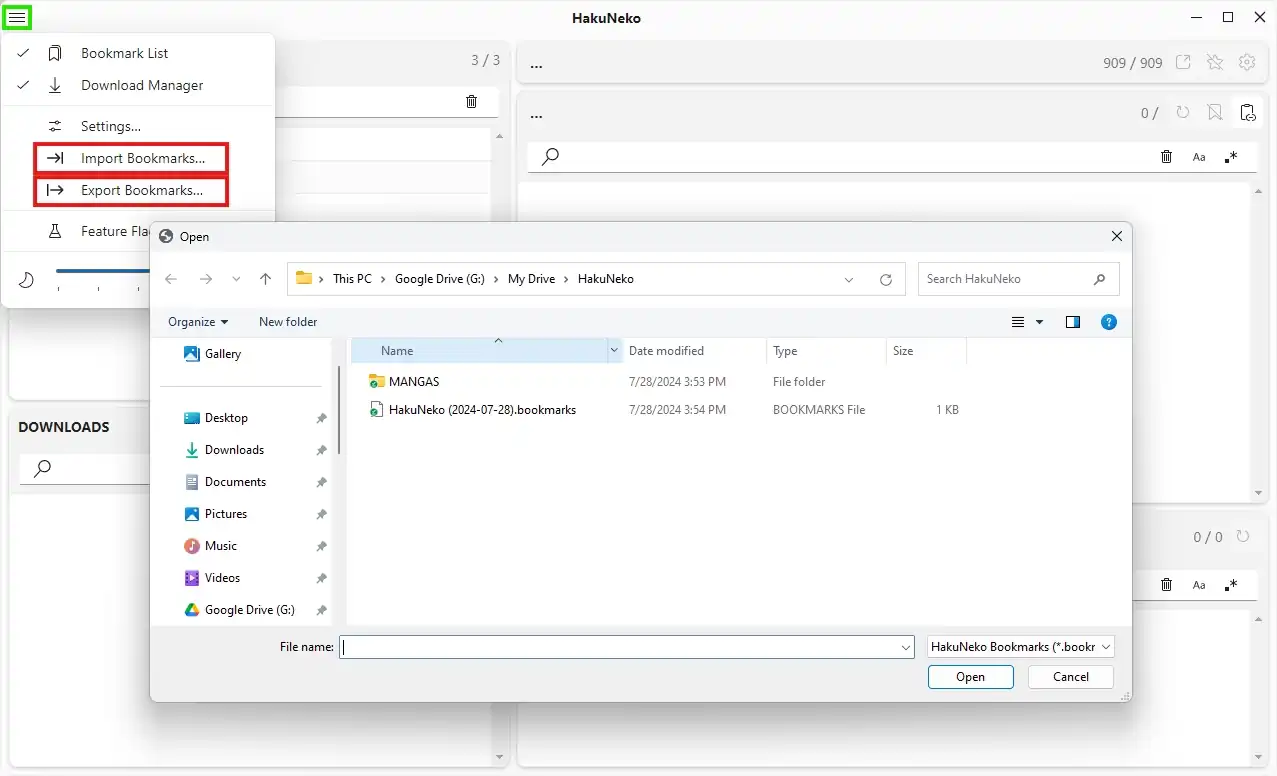 HakuNeko
Bookmark List
Download Manager
Settings...
Import Bookmarks...
Export Bookmarks...
Feature Fla
3 / 3
...
909 / 909
...
0 /
Aa
Open
This PC
Google Drive (G:)
My Drive
HakuNeko
Search HakuNeko
Organize
New folder
?
Gallery
Desktop
Downloads
Documents
Pictures
Music
Videos
Google Drive (G:)
Name Date modified Type Size
MANGAS 7/28/2024 3:53 PM File folder
HakuNeko (2024-07-28).bookmarks 7/28/2024 3:54 PM BOOKMARKS File 1 KB
File name:
HakuNeko Bookmarks (*.bookr
Open
Cancel
DOWNLOADS
0 / 0
Aa